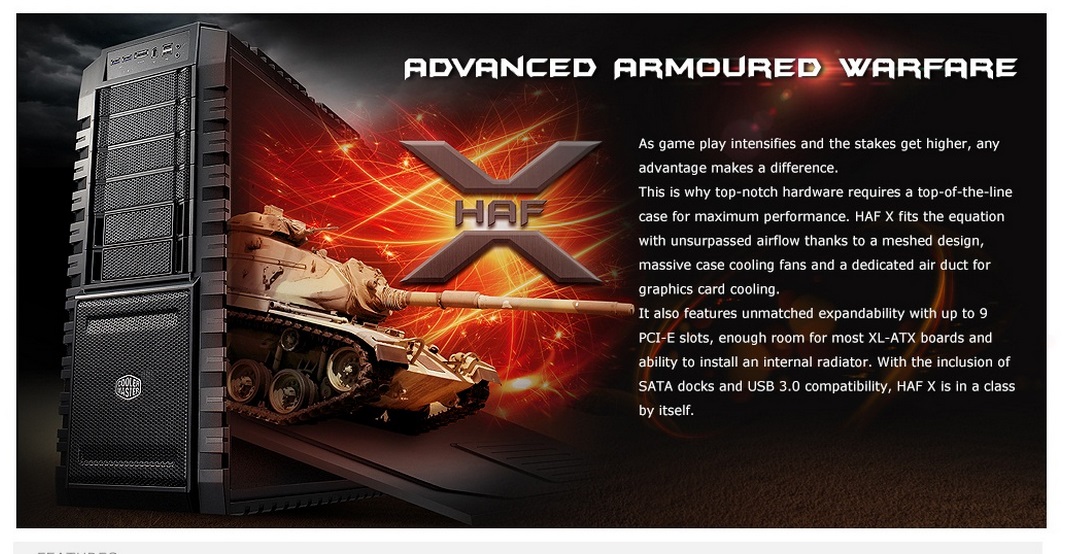 ADVANCED ARMOURED WARFARE
As game play intensifies and the stakes get higher, any
advantage makes a difference.
This is why top-notch hardware requires a top-of-the-line
case for maximum performance. HAF X fits the equation
with unsurpassed airflow thanks to a meshed design,
massive case cooling fans and a dedicated air duct for
graphics card cooling.
It also features unmatched expandability with up to 9
PCI-E slots, enough room for most XL-ATX boards and
ability to install an internal radiator. With the inclusion of
SATA docks and USB 3.0 compatibility, HAF X is in a class
by itself.
HAF
COOLER
MASTER
FEATURES